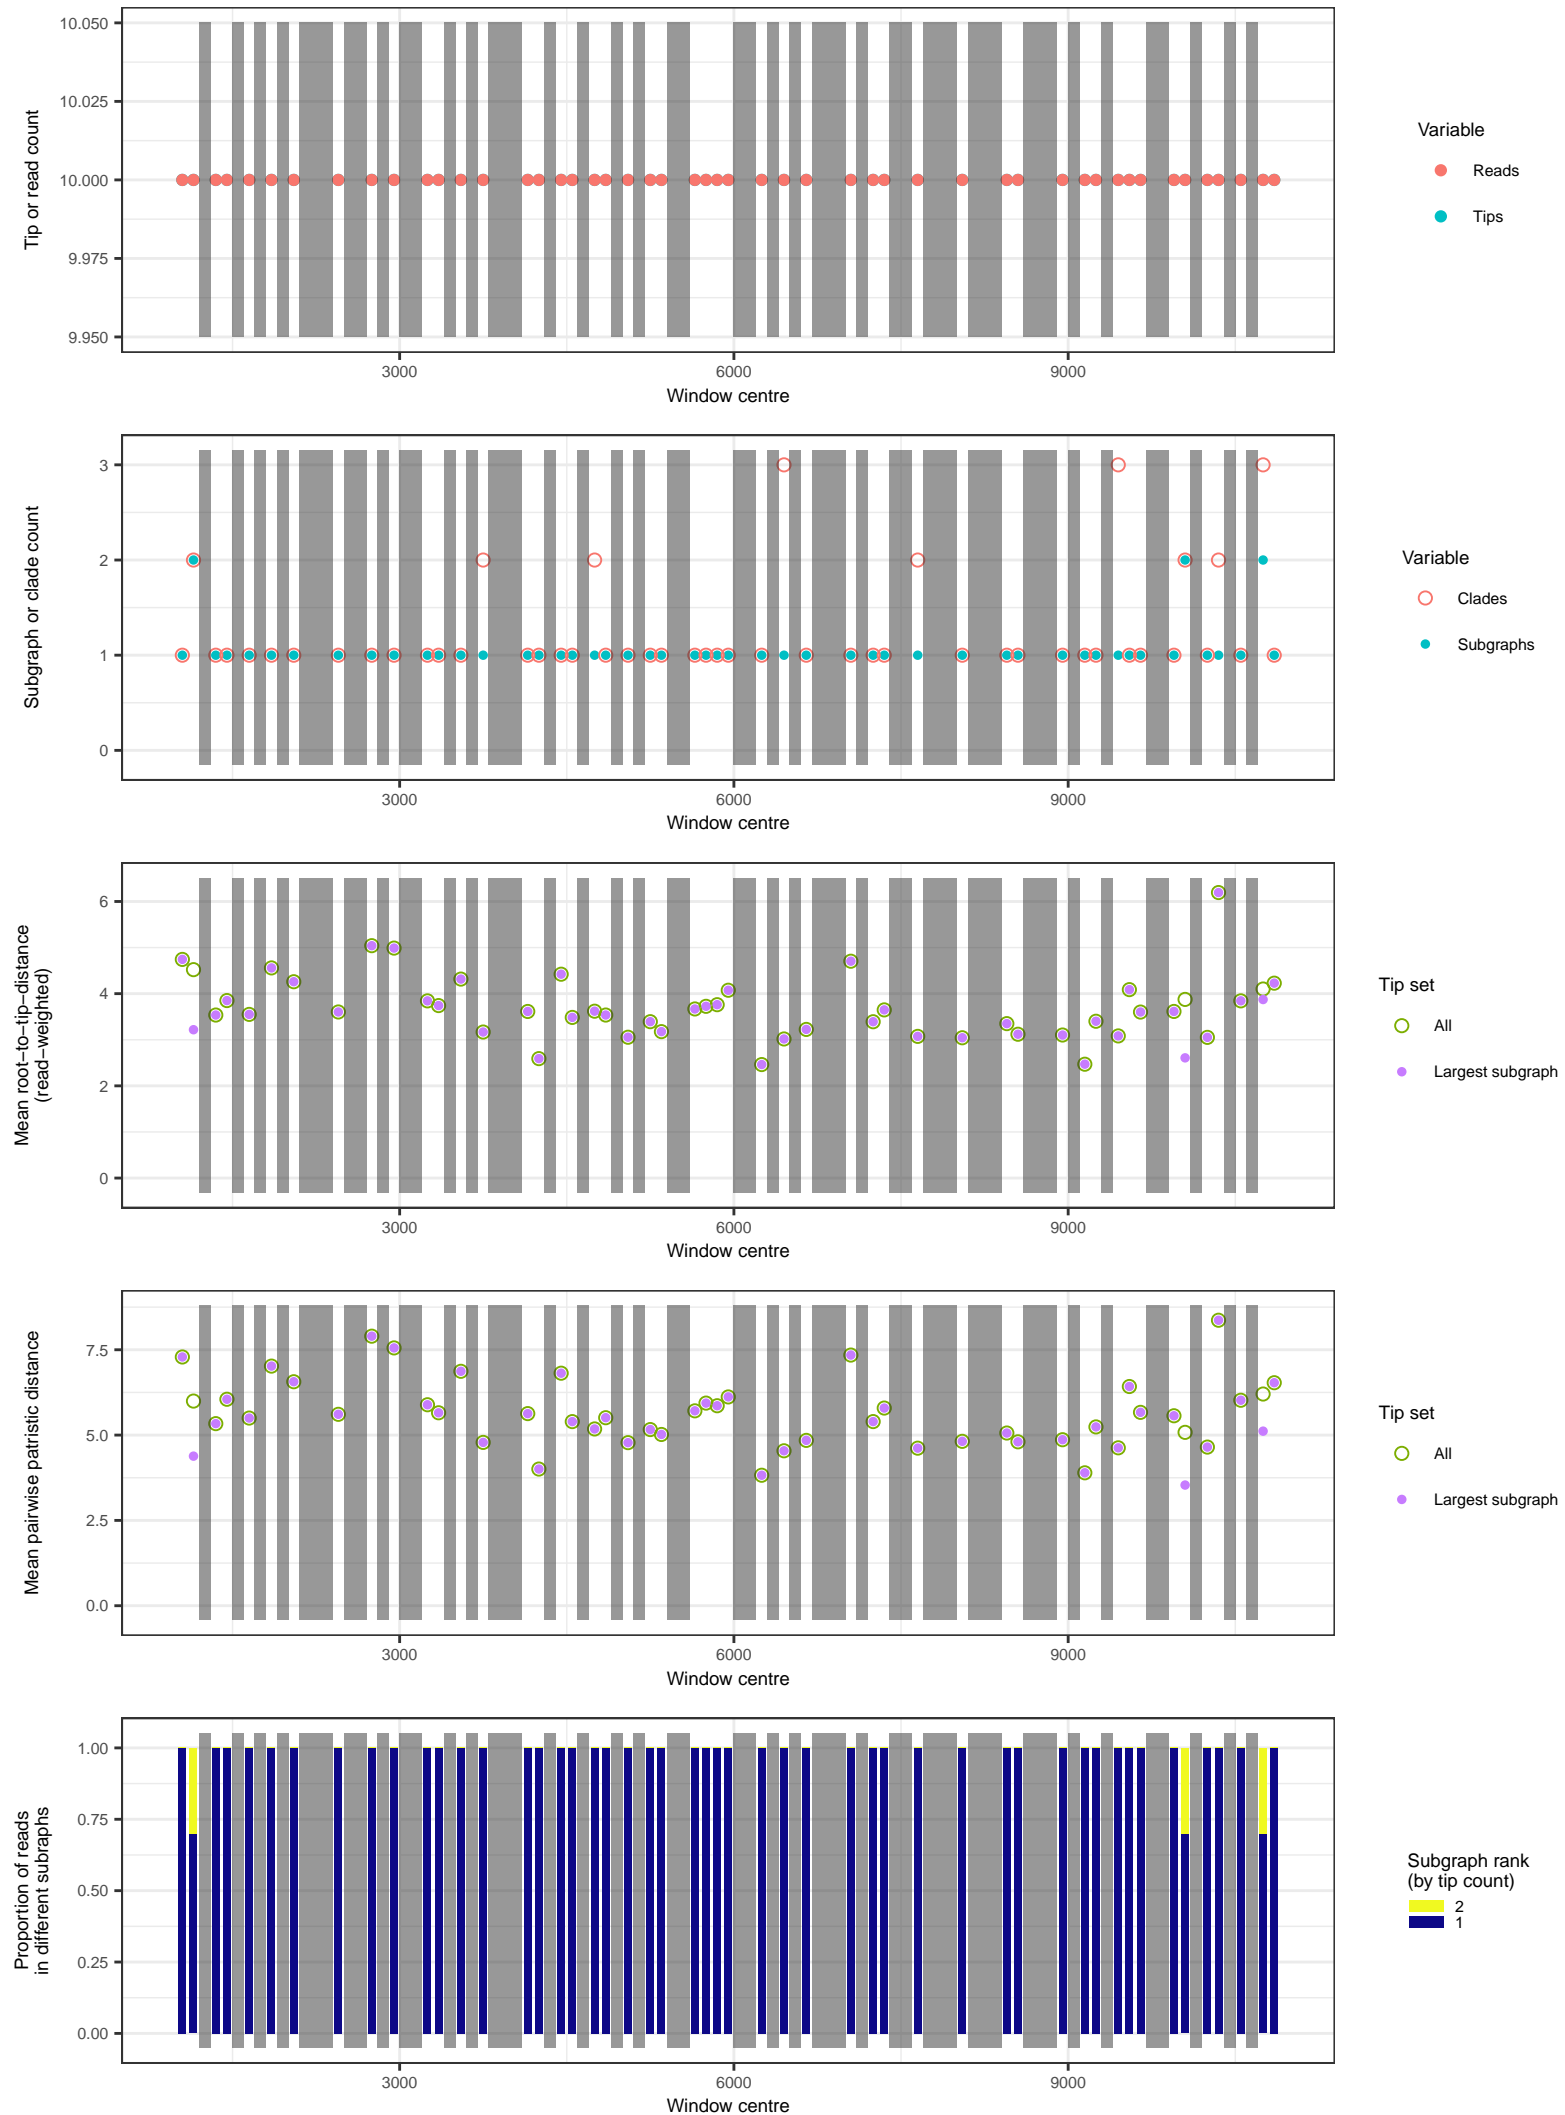 10.050
10.025
10.000
9.975
9.950
Tip or read count
3000
6000
9000
Window centre
Variable
Reads
Tips
3
2
1
0
Subgraph or clade count
3000
6000
9000
Window centre
Variable
Clades
Subgraphs
6
4
2
0
Mean root−to−tip−distance
(read−weighted)
3000
6000
9000
Window centre
Tip set
All
Largest subgraph
7.5
5.0
2.5
0.0
Mean pairwise patristic distance
3000
6000
9000
Window centre
Tip set
All
Largest subgraph
1.00
0.75
0.50
0.25
0.00
Proportion of reads
in different subraphs
3000
6000
9000
Window centre
Subgraph rank
(by tip count)
2
1